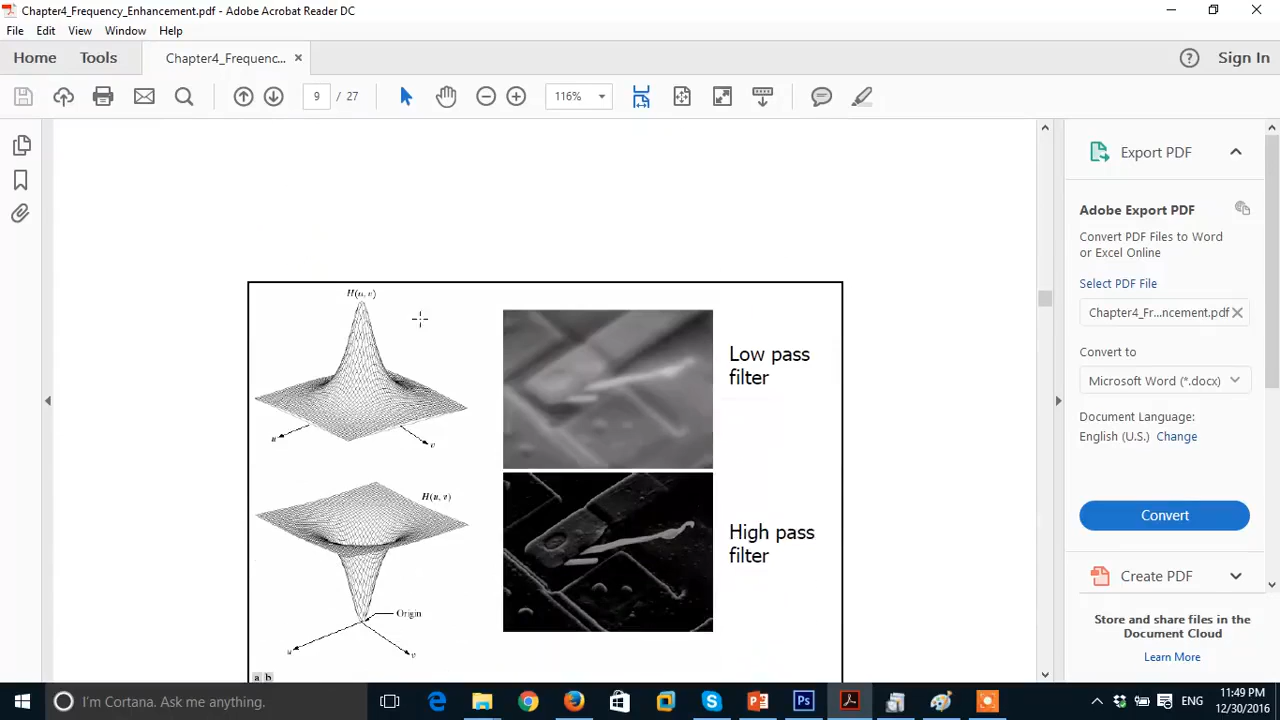 Chapter4_Frequency_Enhancement.pdf - Adobe Acrobat Reader DC
File Edit View Window Help
Home Tools Chapter4_Frequenc... Sign In
9 / 27 116%
Export PDF
Adobe Export PDF
Convert PDF Files to Word
or Excel Online
Select PDF File
Chapter4_Fr...ncement.pdf
Convert to
Microsoft Word (*.docx)
Document Language:
English (U.S.) Change
Convert
Create PDF
Store and share files in the
Document Cloud
Learn More
H(u, v)
u
v
Low pass
filter
H(u, v)
Origin
u
v
High pass
filter
a b
I'm Cortana. Ask me anything.
ENG
11:49 PM
12/30/2016